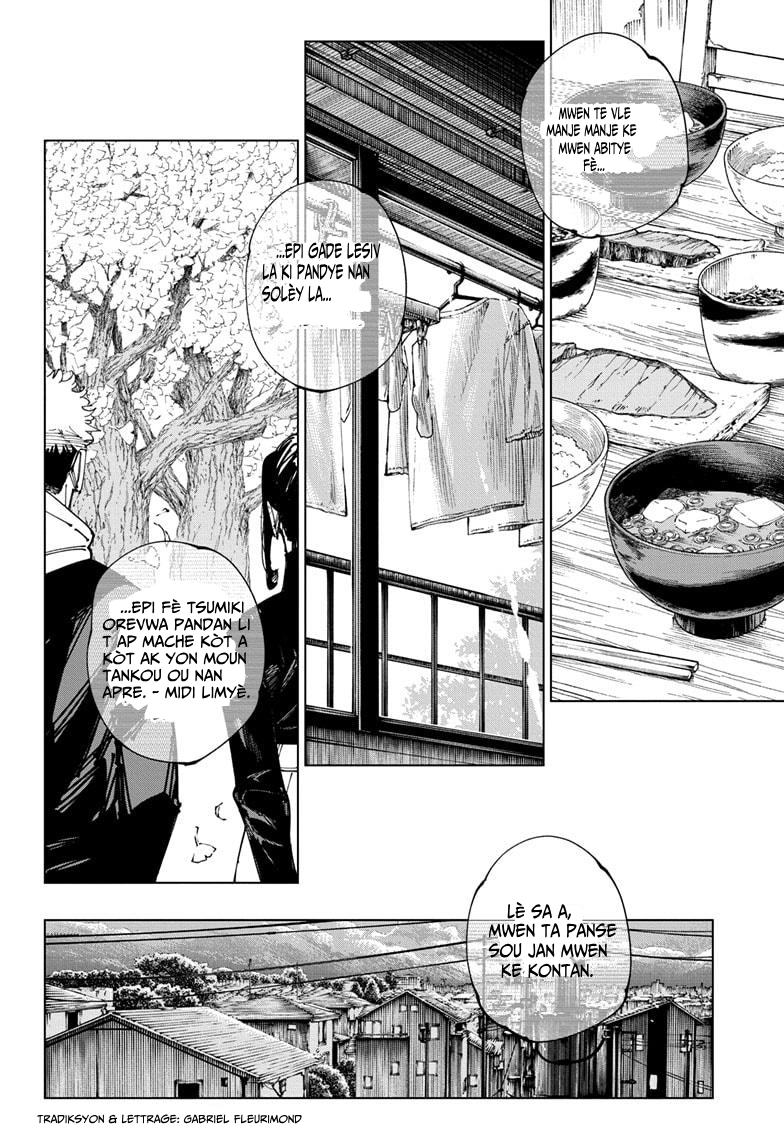 MWEN TE VLE
MANJE MANJE KE
MWEN ABITYE
FÈ...
...EPI GADE LESIV
LA KI PANDYE NAN
SOLÈY LA...
...EPI FÈ TSUMIKI
OREVWA PANDAN LI
T AP MACHE KÒT A
KÒT AK YON MOUN
TANKOU OU NAN
APRE. - MIDI LIMYÈ.
LÈ SA A,
MWEN TA PANSE
SOU JAN MWEN
KE KONTAN.
TRADIKSYON & LETTRAGE: GABRIEL FLEURIMOND